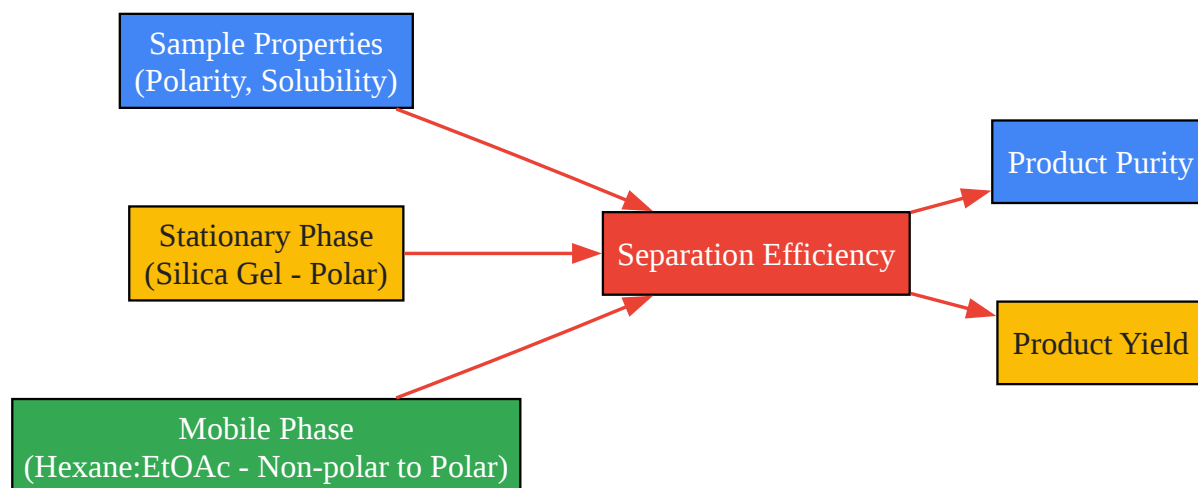 Sample Properties
(Polarity, Solubility)
Stationary Phase
(Silica Gel - Polar)
Mobile Phase
(Hexane:EtOAc - Non-polar to Polar)
Separation Efficiency
Product Purity
Product Yield